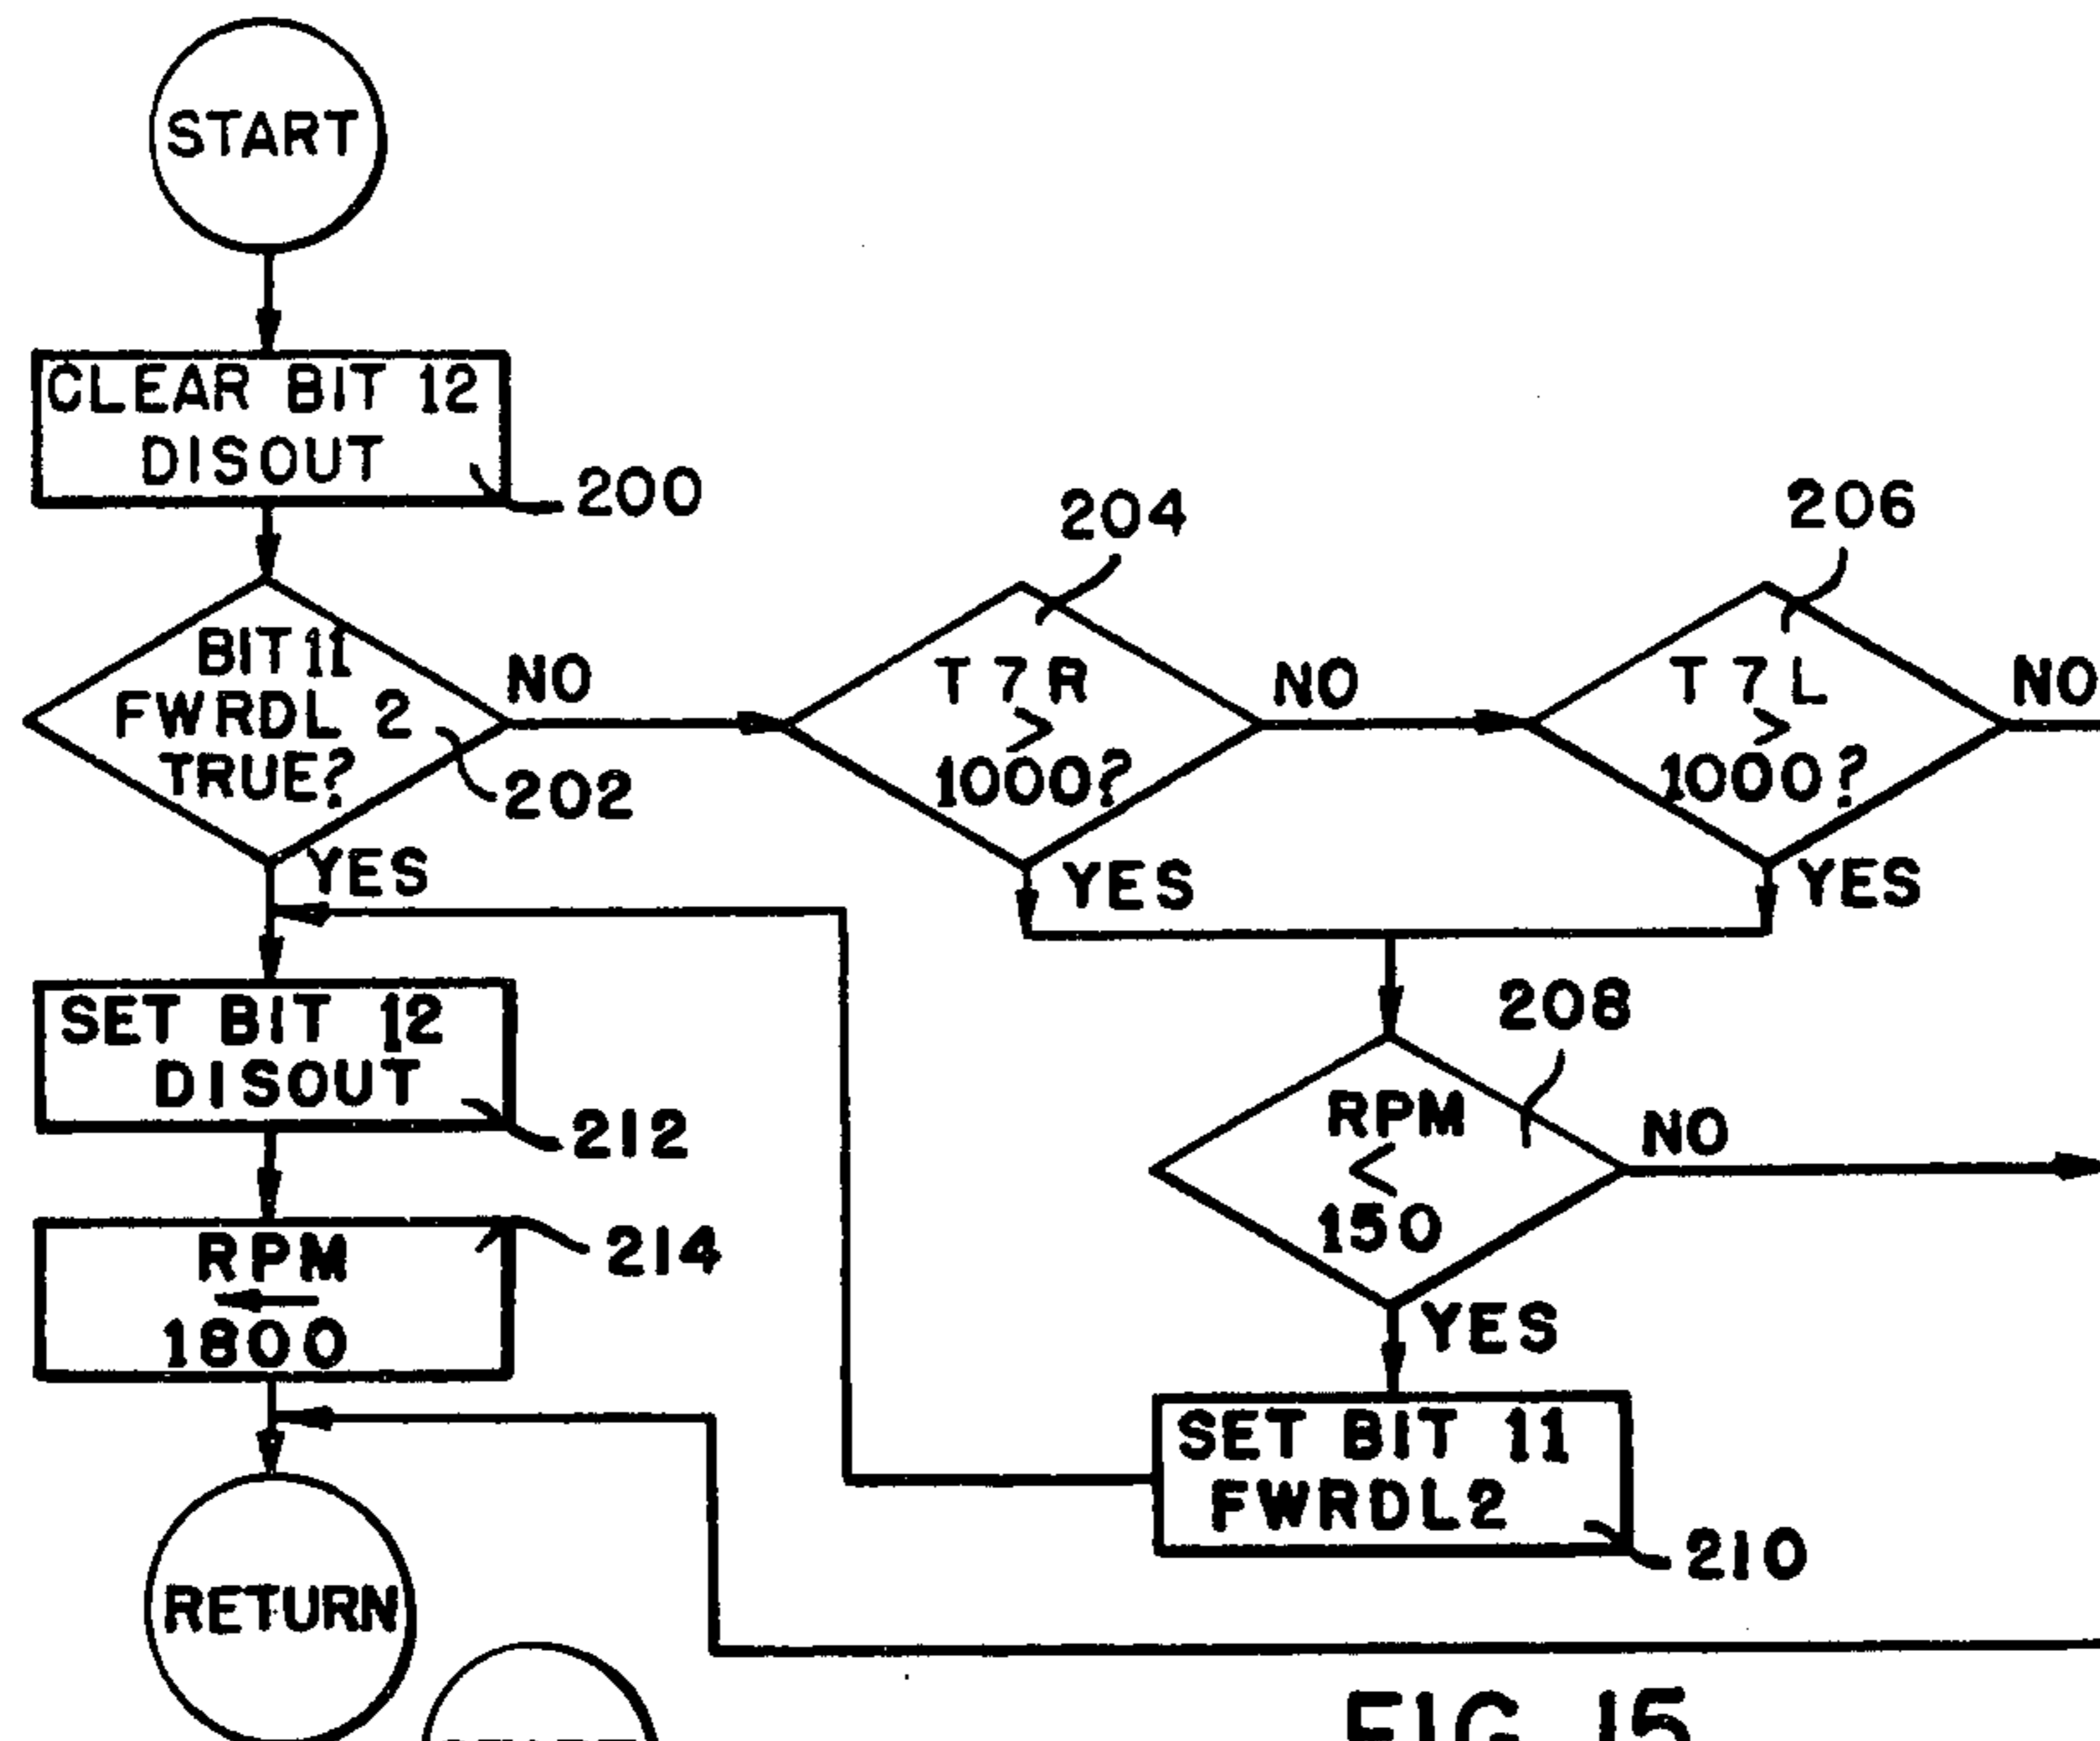 START
CLEAR BIT 12
DISOUT
200
BIT 11
FWRDL 2
TRUE?
202
NO
YES
204
T7R
>
1000?
NO
YES
206
T7L
>
1000?
NO
YES
208
RPM
<
150
NO
YES
SET BIT 11
FWRDL2
210
SET BIT 12
DISOUT
212
RPM
←
1800
214
RETURN
FIG. 15